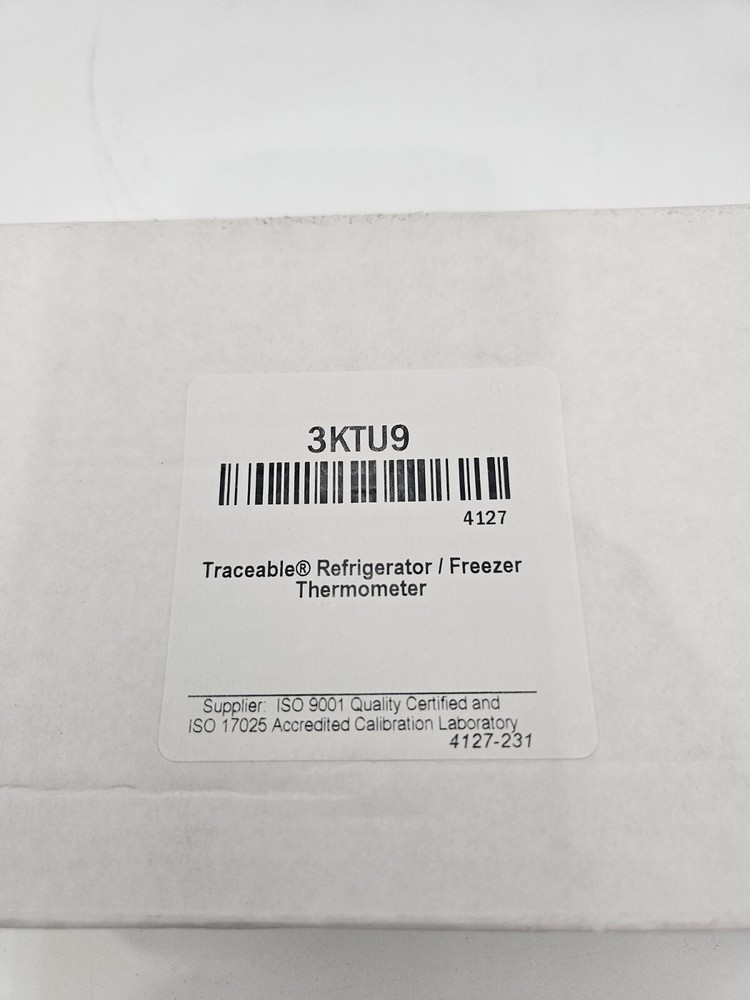 3KTU9
4127
Traceable® Refrigerator / Freezer
Thermometer
Supplier: ISO 9001 Quality Certified and
ISO 17025 Accredited Calibration Laboratory
4127-231